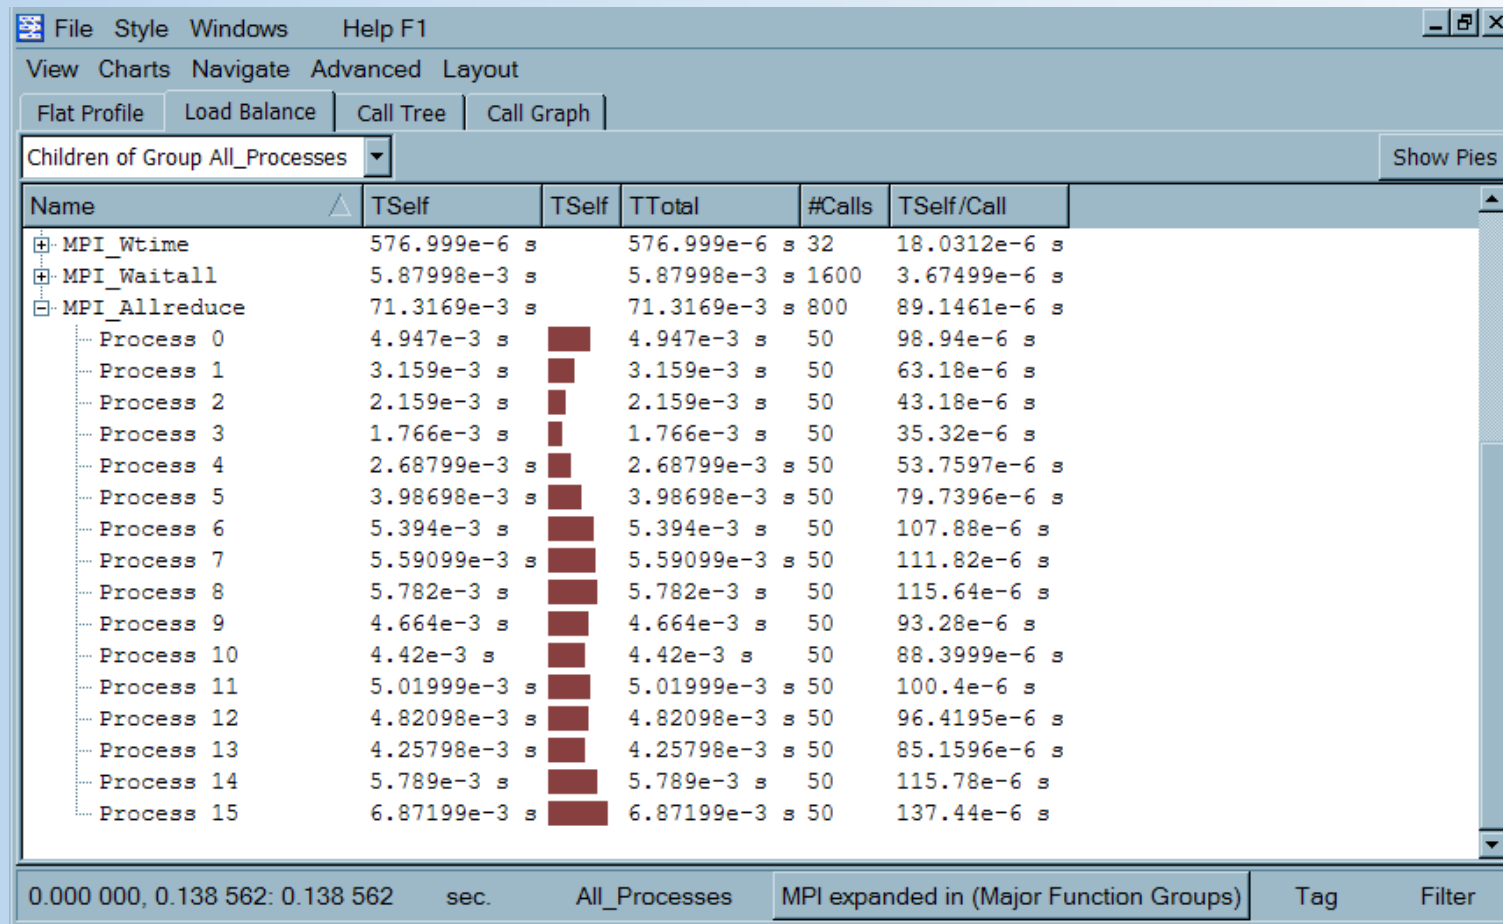 File Style Windows Help F1
View Charts Navigate Advanced Layout
Flat Profile Load Balance Call Tree Call Graph
Children of Group All_Processes Show Pies
Name TSelf TSelf TTotal #Calls TSelf/Call
MPI_Wtime 576.999e-6 s 576.999e-6 s 32 18.0312e-6 s
MPI_Waitall 5.87998e-3 s 5.87998e-3 s 1600 3.67499e-6 s
MPI_Allreduce 71.3169e-3 s 71.3169e-3 s 800 89.1461e-6 s
Process 0 4.947e-3 s 4.947e-3 s 50 98.94e-6 s
Process 1 3.159e-3 s 3.159e-3 s 50 63.18e-6 s
Process 2 2.159e-3 s 2.159e-3 s 50 43.18e-6 s
Process 3 1.766e-3 s 1.766e-3 s 50 35.32e-6 s
Process 4 2.68799e-3 s 2.68799e-3 s 50 53.7597e-6 s
Process 5 3.98698e-3 s 3.98698e-3 s 50 79.7396e-6 s
Process 6 5.394e-3 s 5.394e-3 s 50 107.88e-6 s
Process 7 5.59099e-3 s 5.59099e-3 s 50 111.82e-6 s
Process 8 5.782e-3 s 5.782e-3 s 50 115.64e-6 s
Process 9 4.664e-3 s 4.664e-3 s 50 93.28e-6 s
Process 10 4.42e-3 s 4.42e-3 s 50 88.3999e-6 s
Process 11 5.01999e-3 s 5.01999e-3 s 50 100.4e-6 s
Process 12 4.82098e-3 s 4.82098e-3 s 50 96.4195e-6 s
Process 13 4.25798e-3 s 4.25798e-3 s 50 85.1596e-6 s
Process 14 5.789e-3 s 5.789e-3 s 50 115.78e-6 s
Process 15 6.87199e-3 s 6.87199e-3 s 50 137.44e-6 s
0.000 000, 0.138 562: 0.138 562 sec. All_Processes MPI expanded in (Major Function Groups) Tag Filter